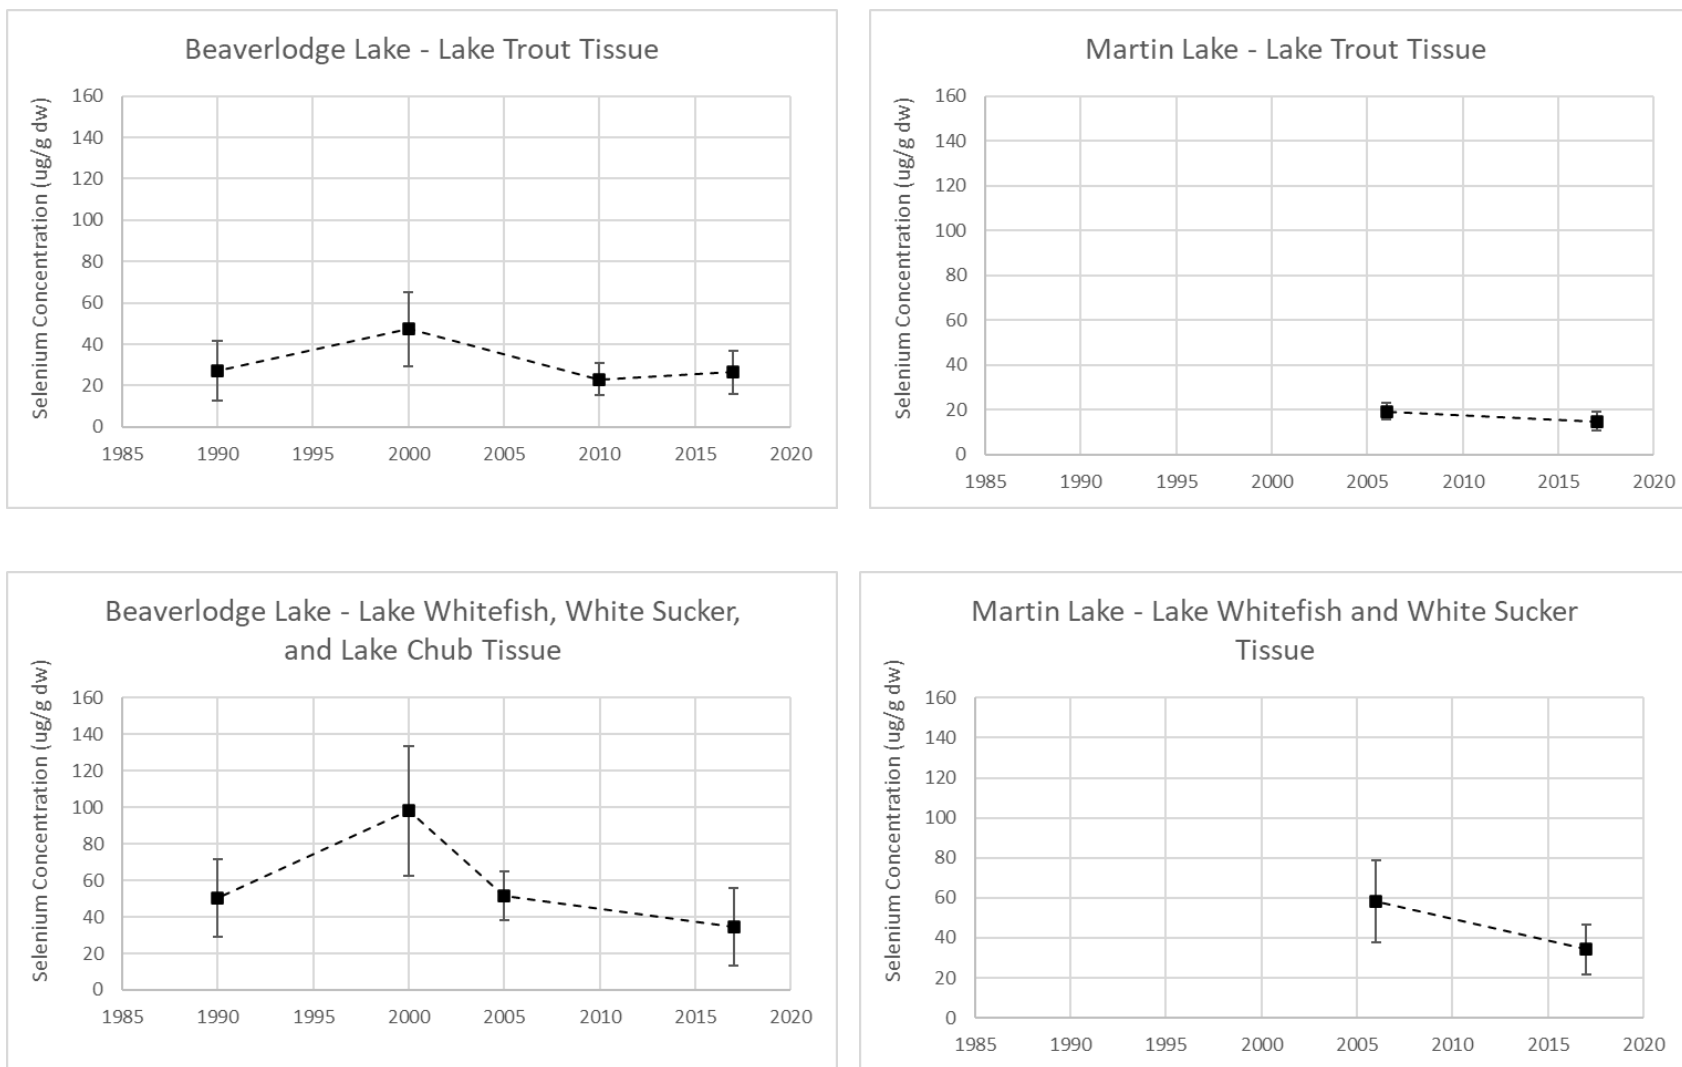 Beaverlodge Lake - Lake Trout Tissue
Selenium Concentration (ug/g dw)
160
140
120
100
80
60
40
20
0
1985 1990 1995 2000 2005 2010 2015 2020
Martin Lake - Lake Trout Tissue
Selenium Concentration (ug/g dw)
160
140
120
100
80
60
40
20
0
1985 1990 1995 2000 2005 2010 2015 2020
Beaverlodge Lake - Lake Whitefish, White Sucker,
and Lake Chub Tissue
Selenium Concentration (ug/g dw)
160
140
120
100
80
60
40
20
0
1985 1990 1995 2000 2005 2010 2015 2020
Martin Lake - Lake Whitefish and White Sucker
Tissue
Selenium Concentration (ug/g dw)
160
140
120
100
80
60
40
20
0
1985 1990 1995 2000 2005 2010 2015 2020